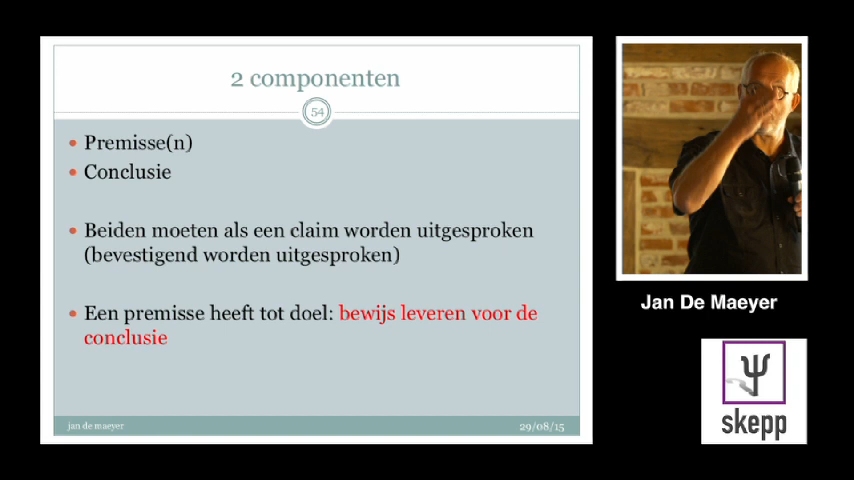 2 componenten
54
Premisse(n)
Conclusie
Beiden moeten als een claim worden uitgesproken
(bevestigend worden uitgesproken)
Een premisse heeft tot doel: bewijs leveren voor de
conclusie
jan de maeyer
29/08/15
Jan De Maeyer
skepp